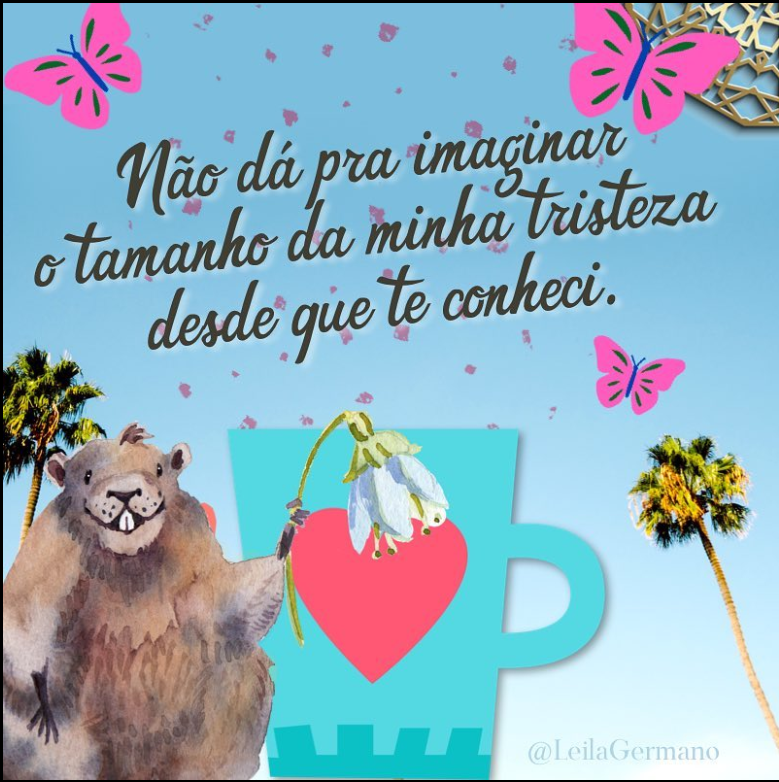 Não dá pra imaginar
o tamanho da minha tristeza
desde que te conheci.
@LeilaGermano